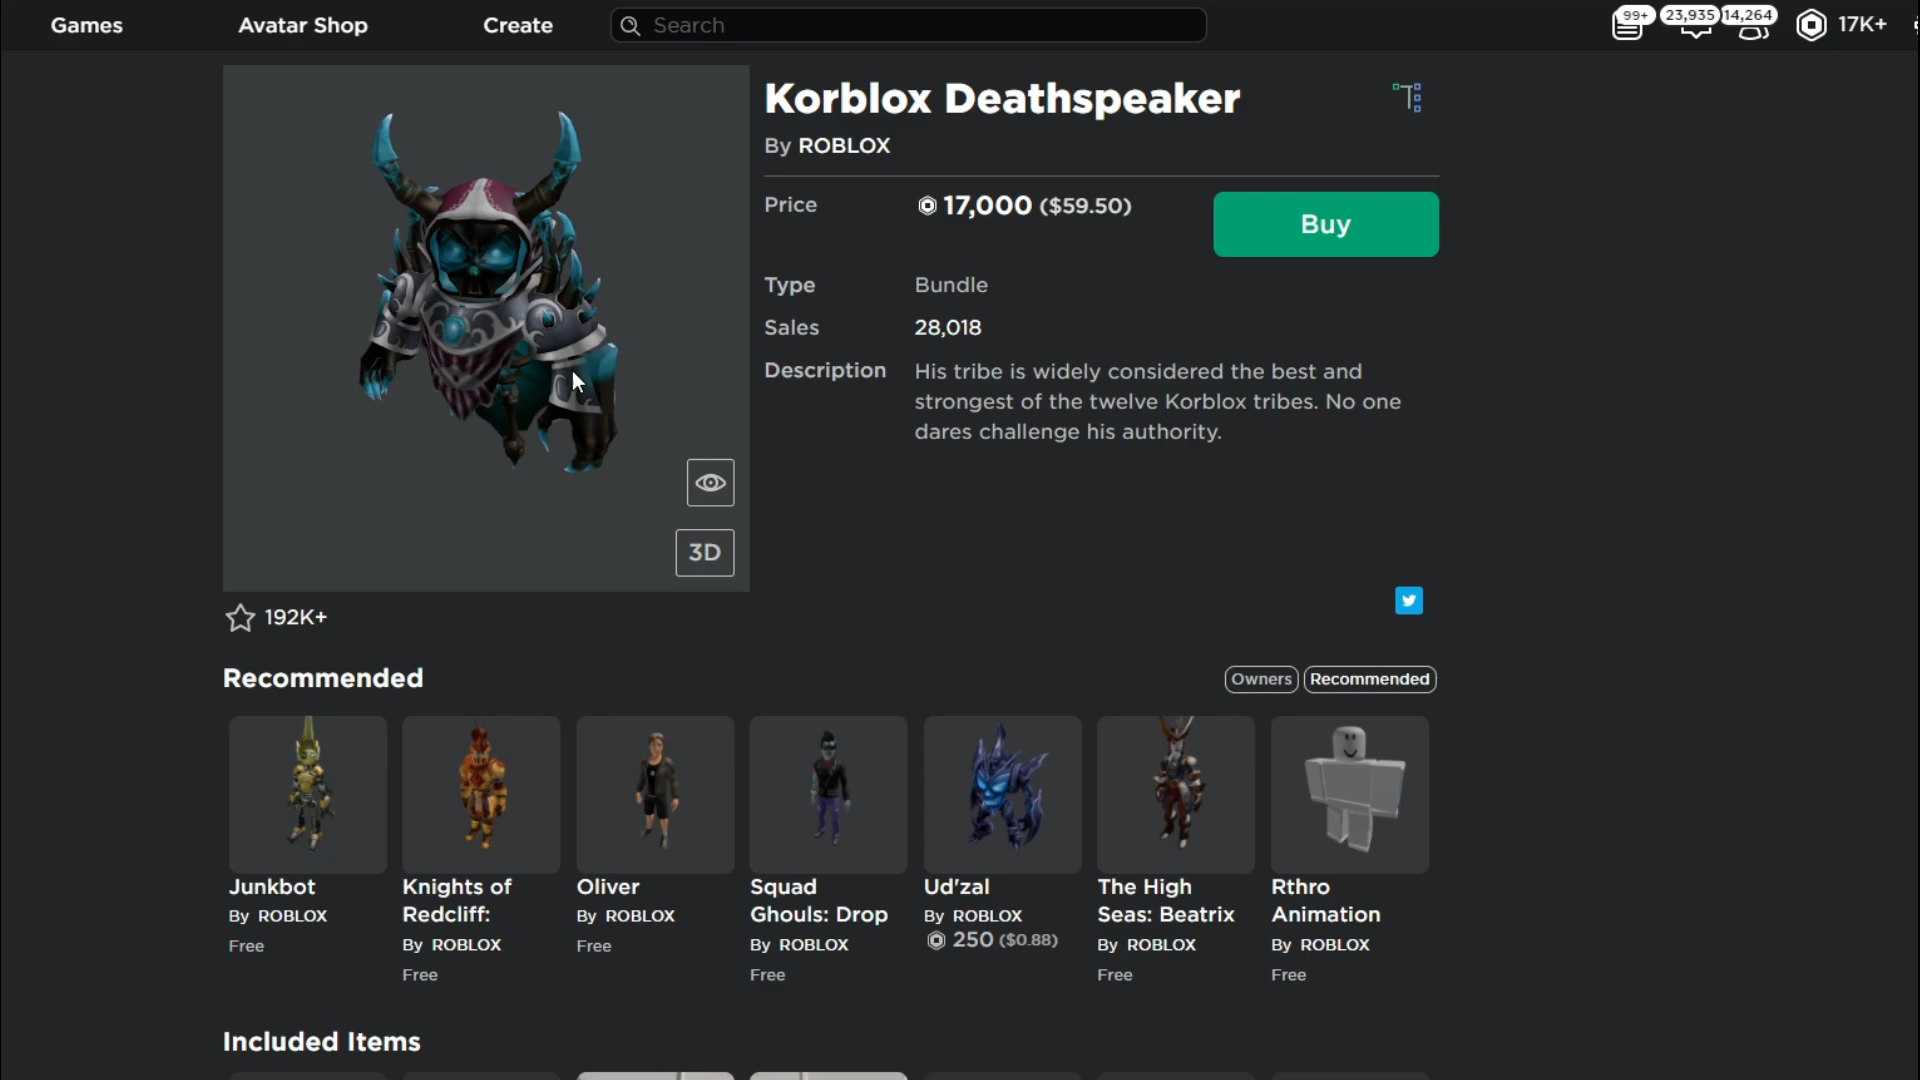 Games Avatar Shop Create Search 99+ 23,935 14,264 17K+
Korblox Deathspeaker
By ROBLOX
Price 17,000 ($59.50) Buy
Type Bundle
Sales 28,018
Description His tribe is widely considered the best and
strongest of the twelve Korblox tribes. No one
dares challenge his authority.
3D
192K+
Recommended Owners Recommended
Junkbot
By ROBLOX
Free
Knights of
Redcliff:
By ROBLOX
Free
Oliver
By ROBLOX
Free
Squad
Ghouls: Drop
By ROBLOX
Free
Ud'zal
By ROBLOX
250 ($0.88)
The High
Seas: Beatrix
By ROBLOX
Free
Rthro
Animation
By ROBLOX
Free
Included Items